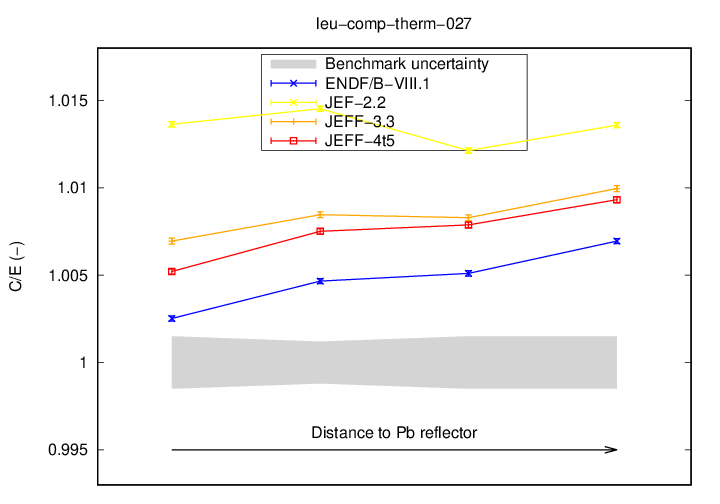 leu−comp−therm−027
Benchmark uncertainty
ENDF/B−VIII.1
JEF−2.2
JEFF−3.3
JEFF−4t5
1.015
1.01
1.005
1
0.995
C/E (−)
Distance to Pb reflector